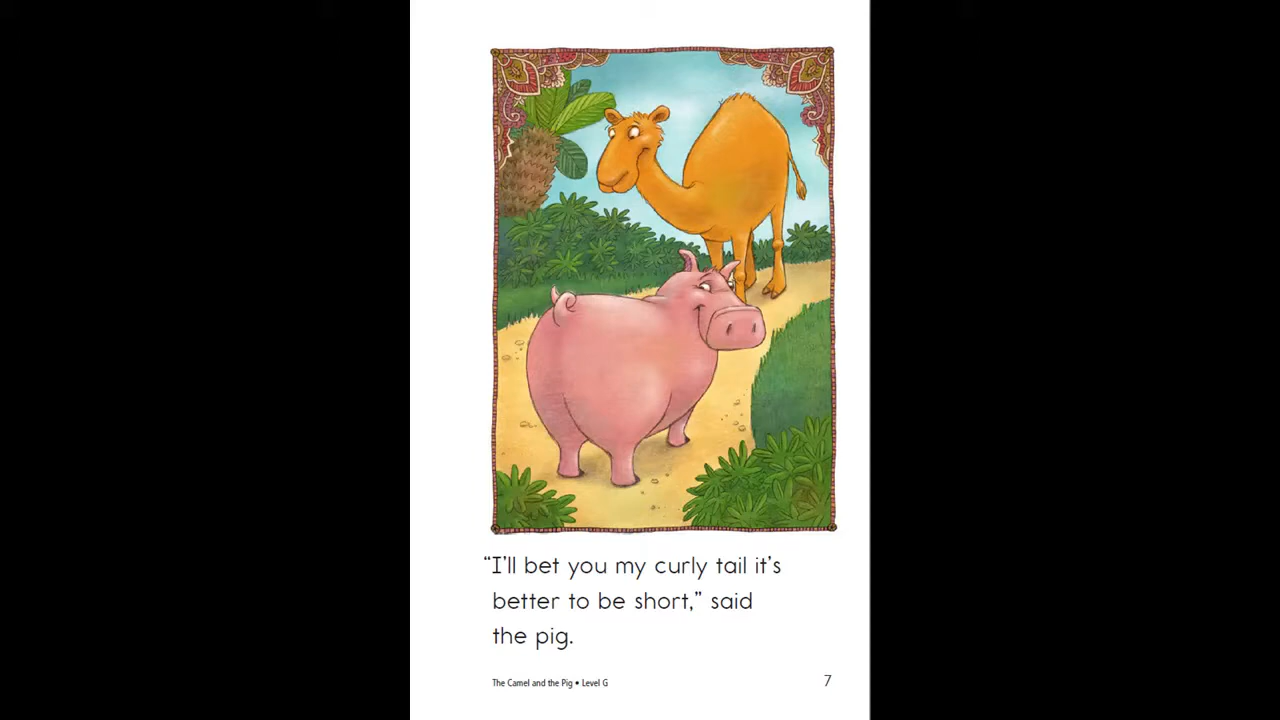 “I’ll bet you my curly tail it’s
better to be short,” said
the pig.
The Camel and the Pig • Level G
7